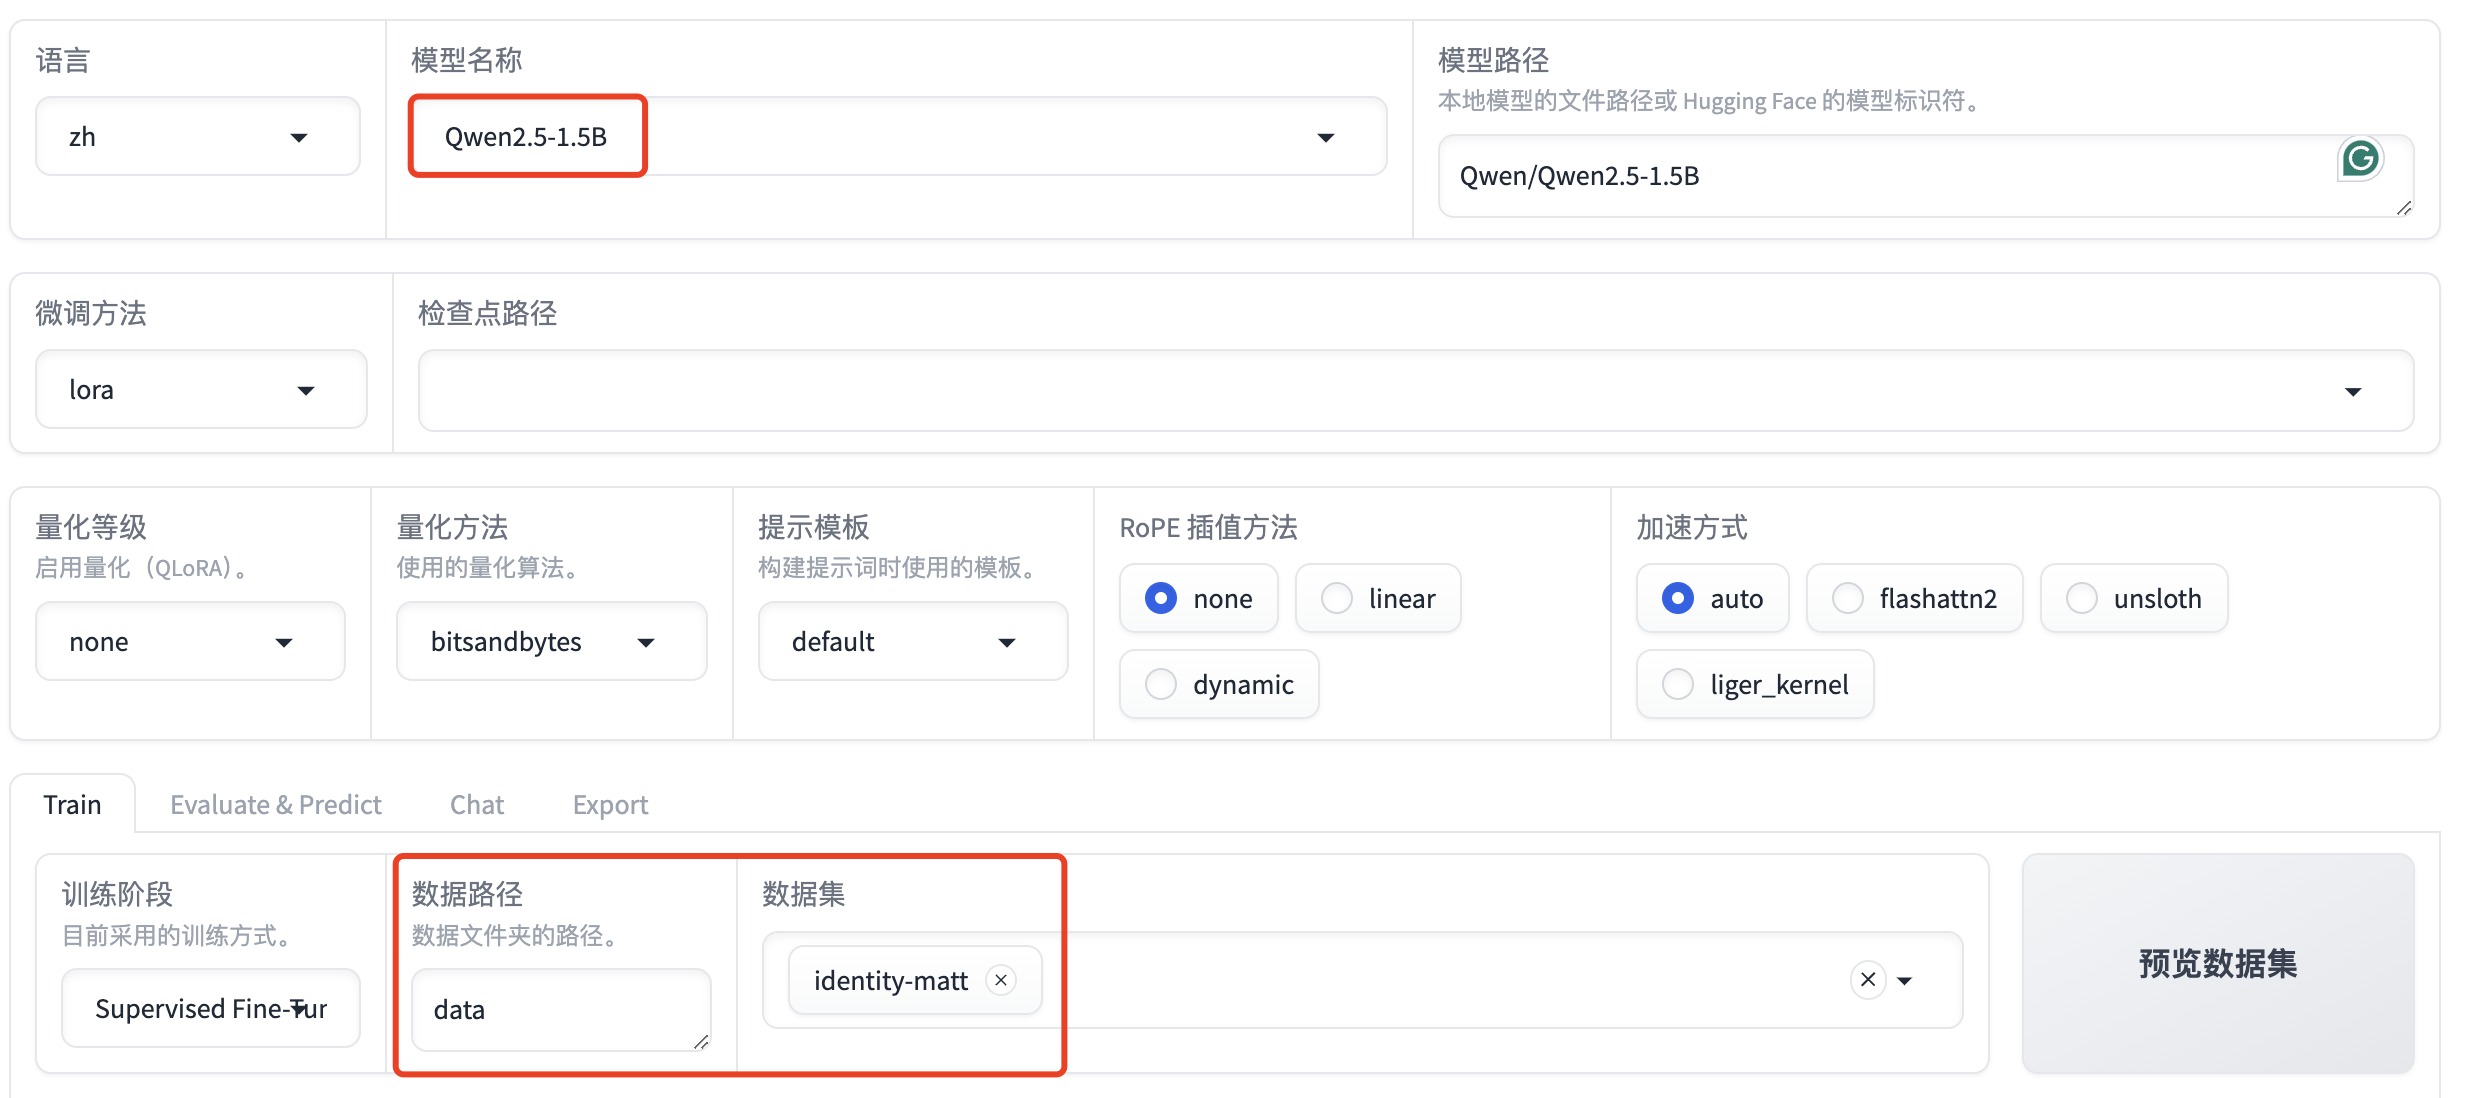 语言
zh
模型名称
Qwen2.5-1.5B
模型路径
本地模型的文件路径或 Hugging Face 的模型标识符。
Qwen/Qwen2.5-1.5B
微调方法
lora
检查点路径
量化等级
启用量化（QLoRA）。
none
量化方法
使用的量化算法。
bitsandbytes
提示模板
构建提示词时使用的模板。
default
RoPE 插值方法
none
linear
dynamic
加速方式
auto
flashattn2
unsloth
liger_kernel
Train
Evaluate & Predict
Chat
Export
训练阶段
目前采用的训练方式。
Supervised Fine-Tur
数据路径
数据文件夹的路径。
data
数据集
identity-matt
预览数据集